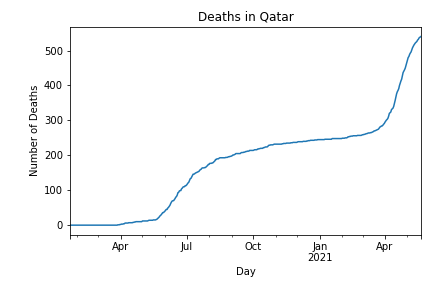 Deaths in Qatar
Number of Deaths
500
400
300
200
100
0
Apr
Jul
Oct
Jan
2021
Apr
Day